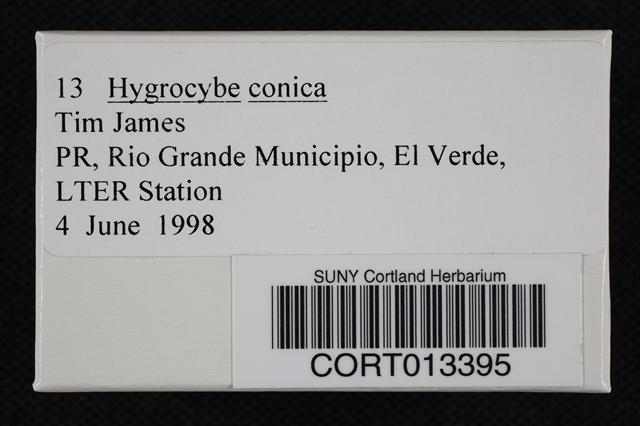 13 Hygrocybe conica
Tim James
PR, Rio Grande Municipio, El Verde,
LTER Station
4 June 1998
SUNY Cortland Herbarium
CORT013395